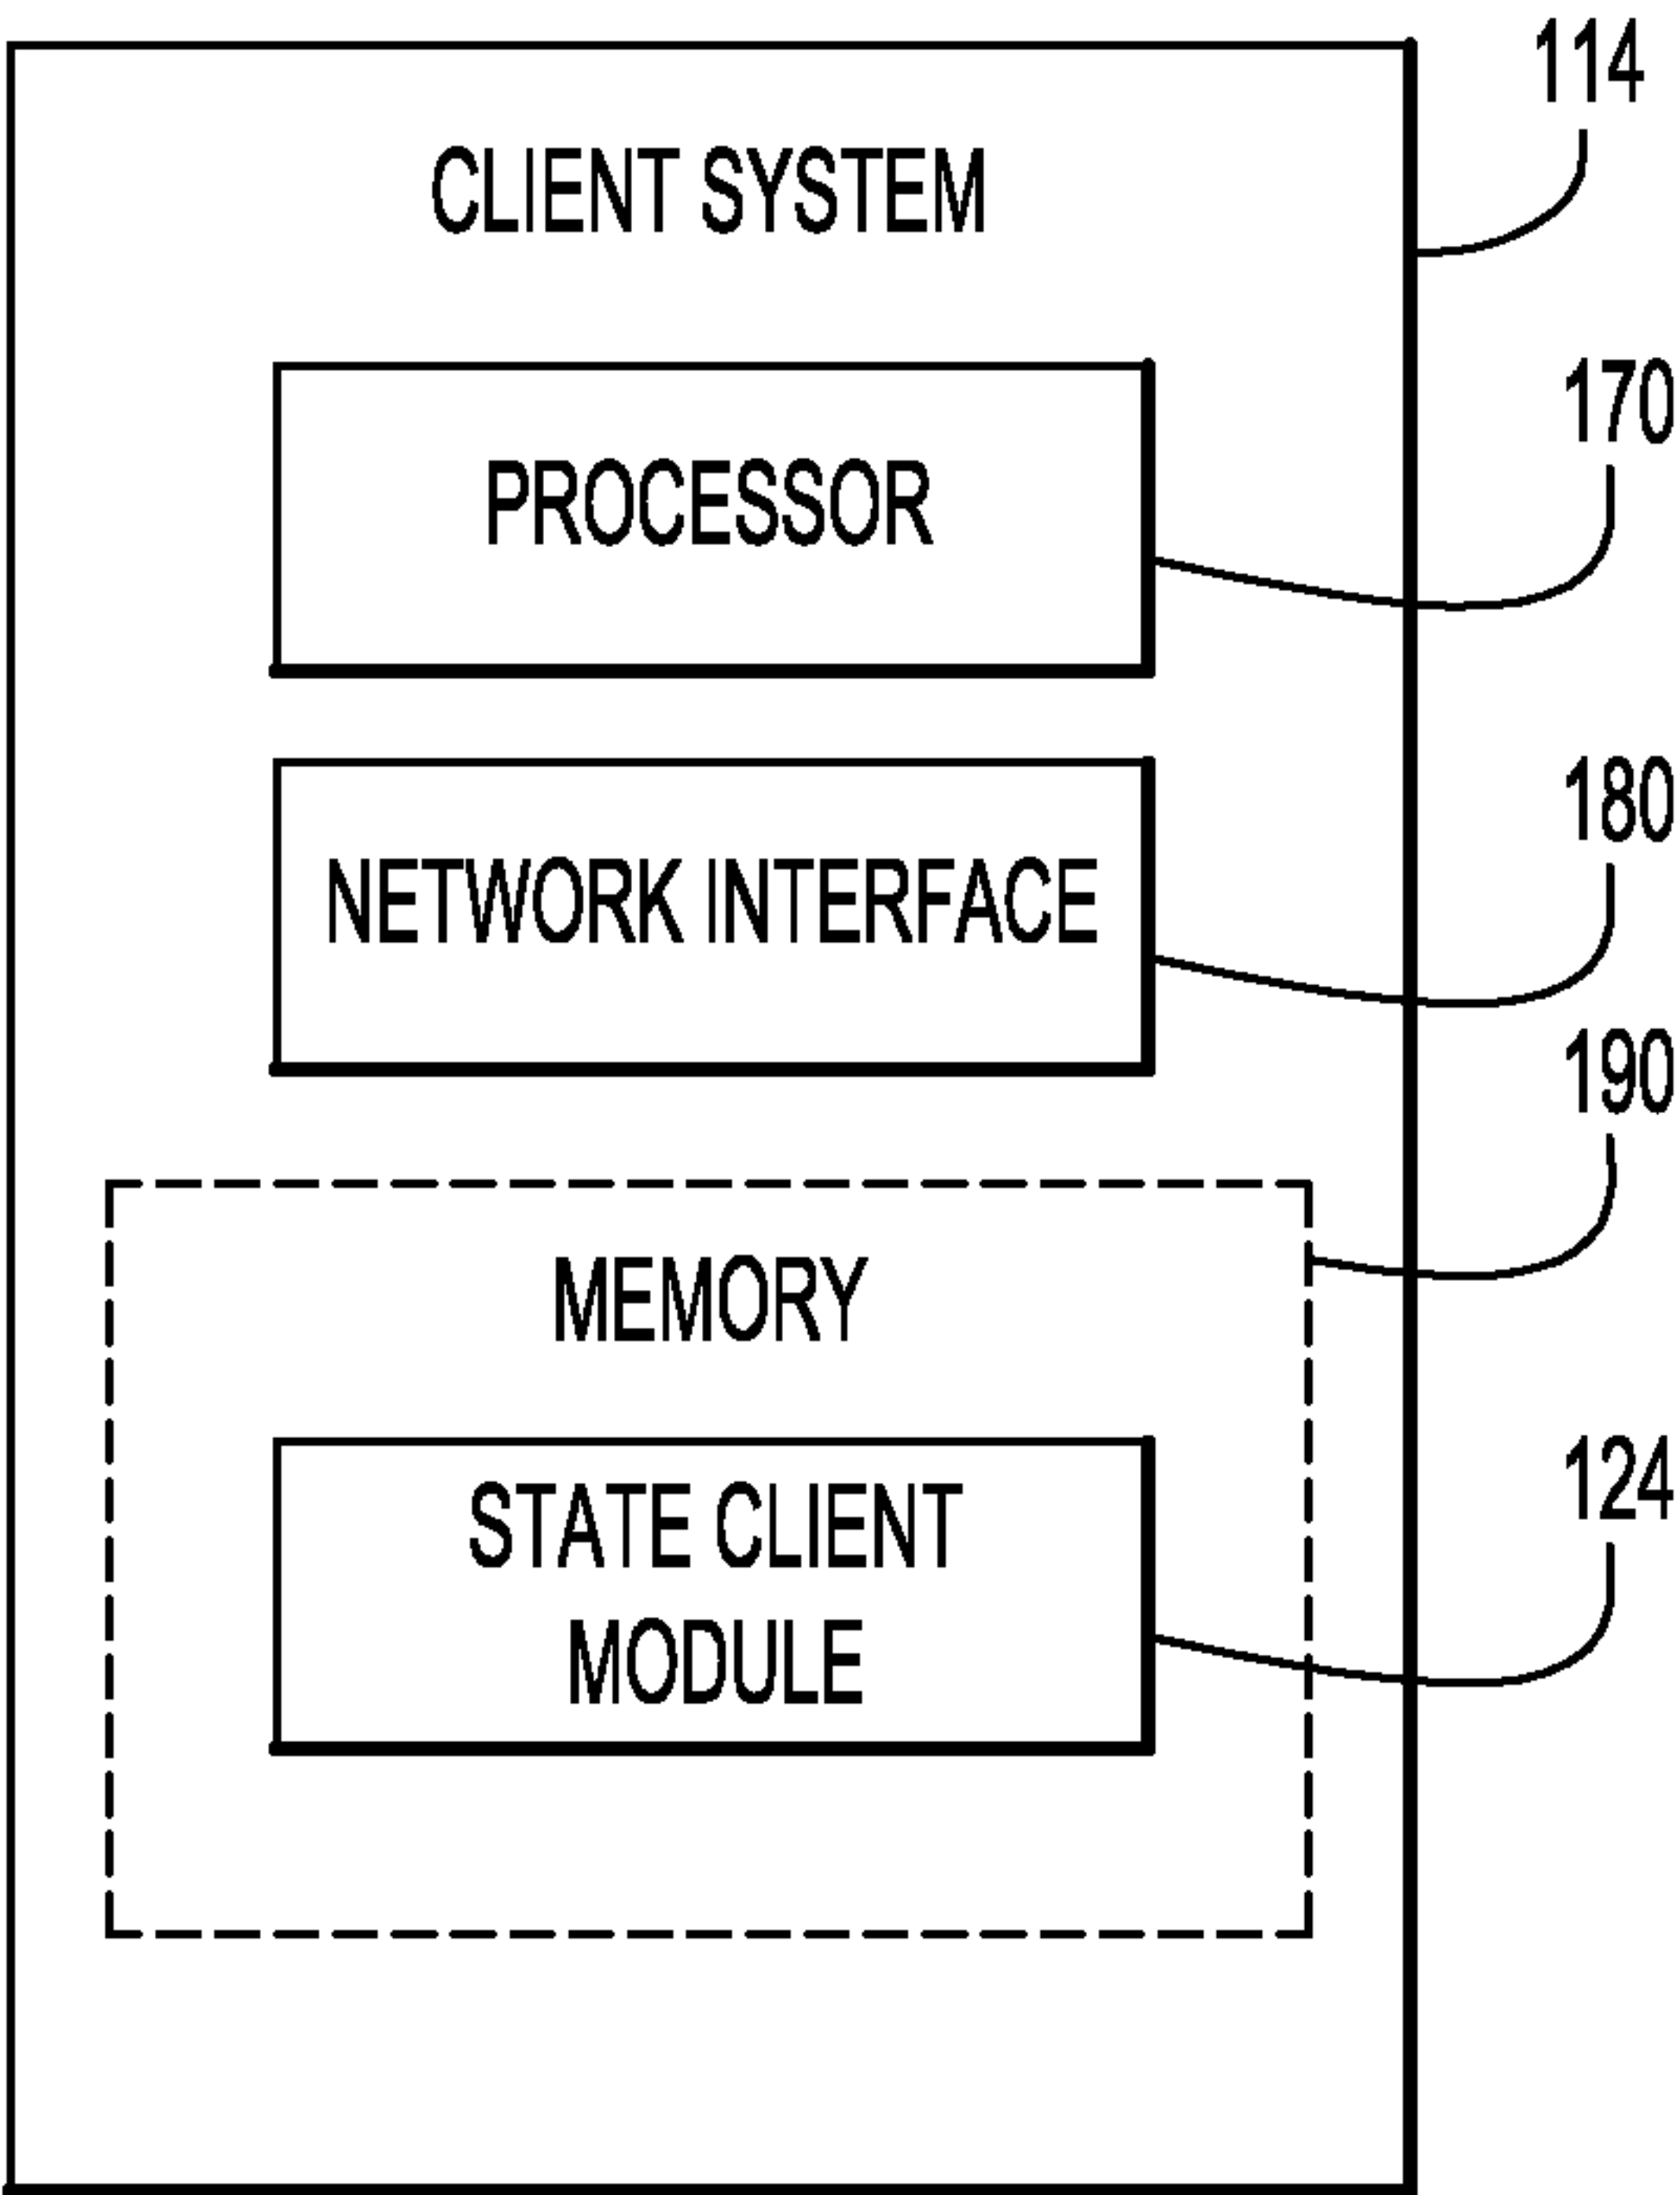 114
CLIENT SYSTEM
170
PROCESSOR
180
NETWORK INTERFACE
190
MEMORY
124
STATE CLIENT
MODULE